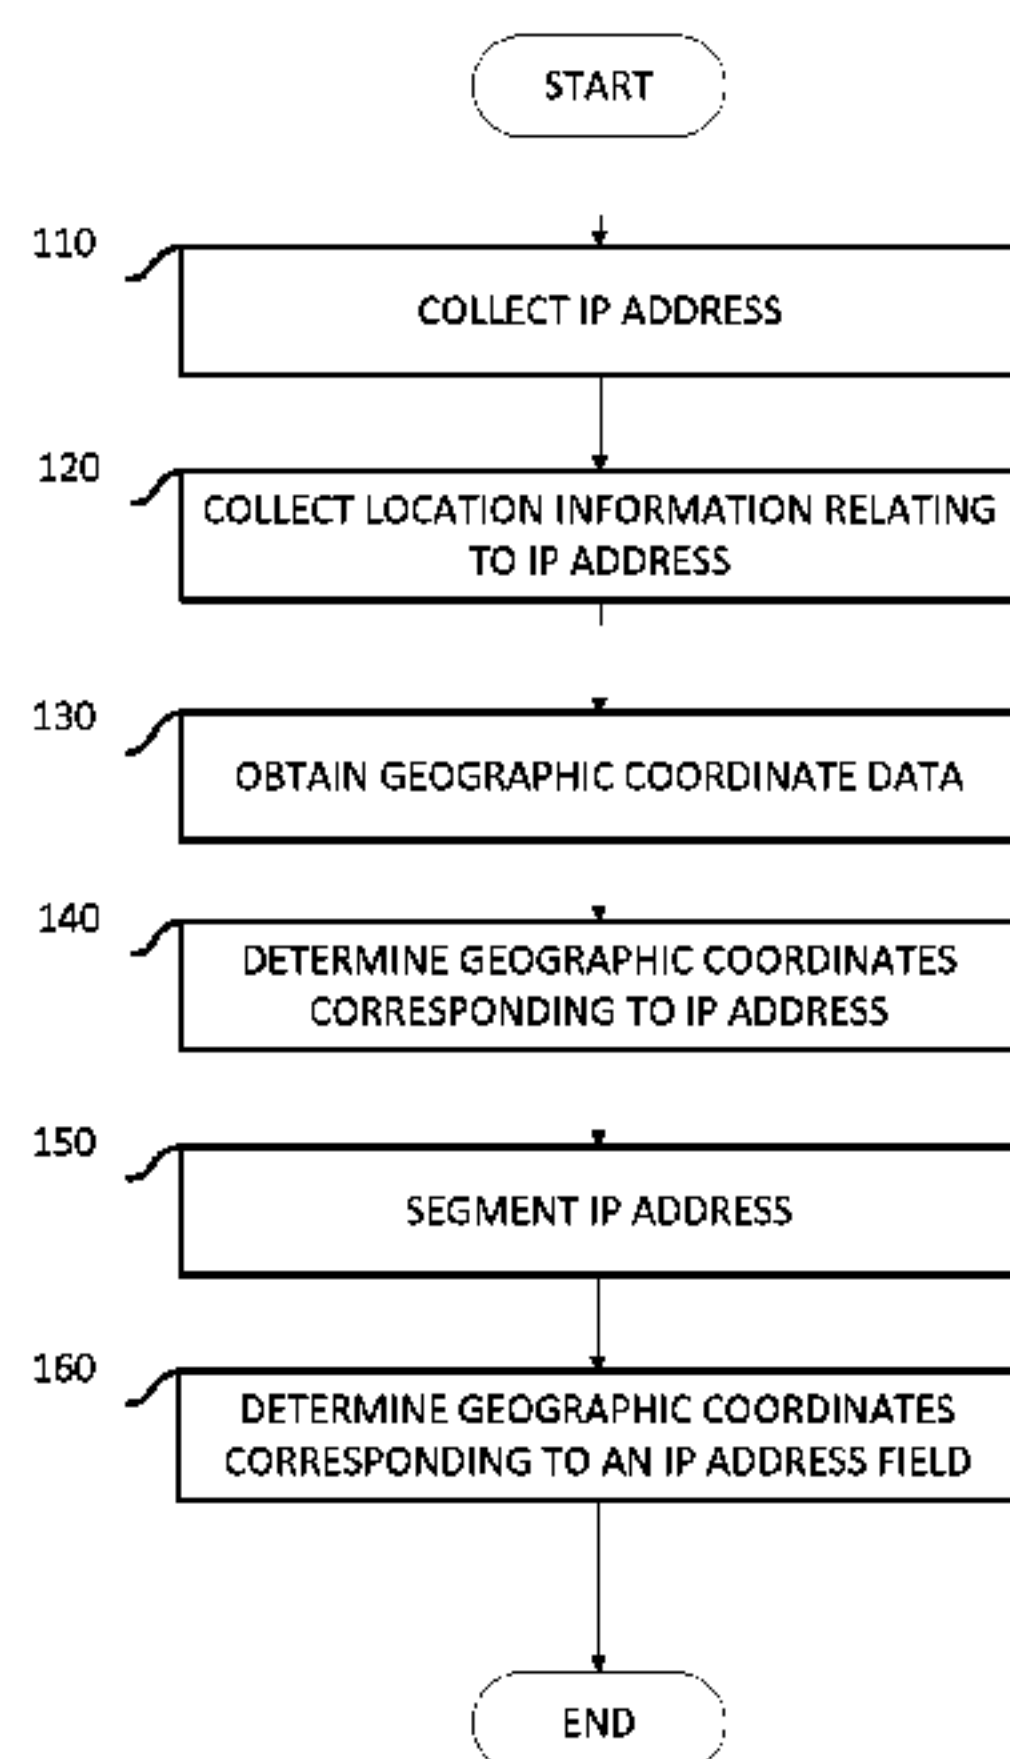 START
110
COLLECT IP ADDRESS
120
COLLECT LOCATION INFORMATION RELATING
TO IP ADDRESS
130
OBTAIN GEOGRAPHIC COORDINATE DATA
140
DETERMINE GEOGRAPHIC COORDINATES
CORRESPONDING TO IP ADDRESS
150
SEGMENT IP ADDRESS
160
DETERMINE GEOGRAPHIC COORDINATES
CORRESPONDING TO AN IP ADDRESS FIELD
END